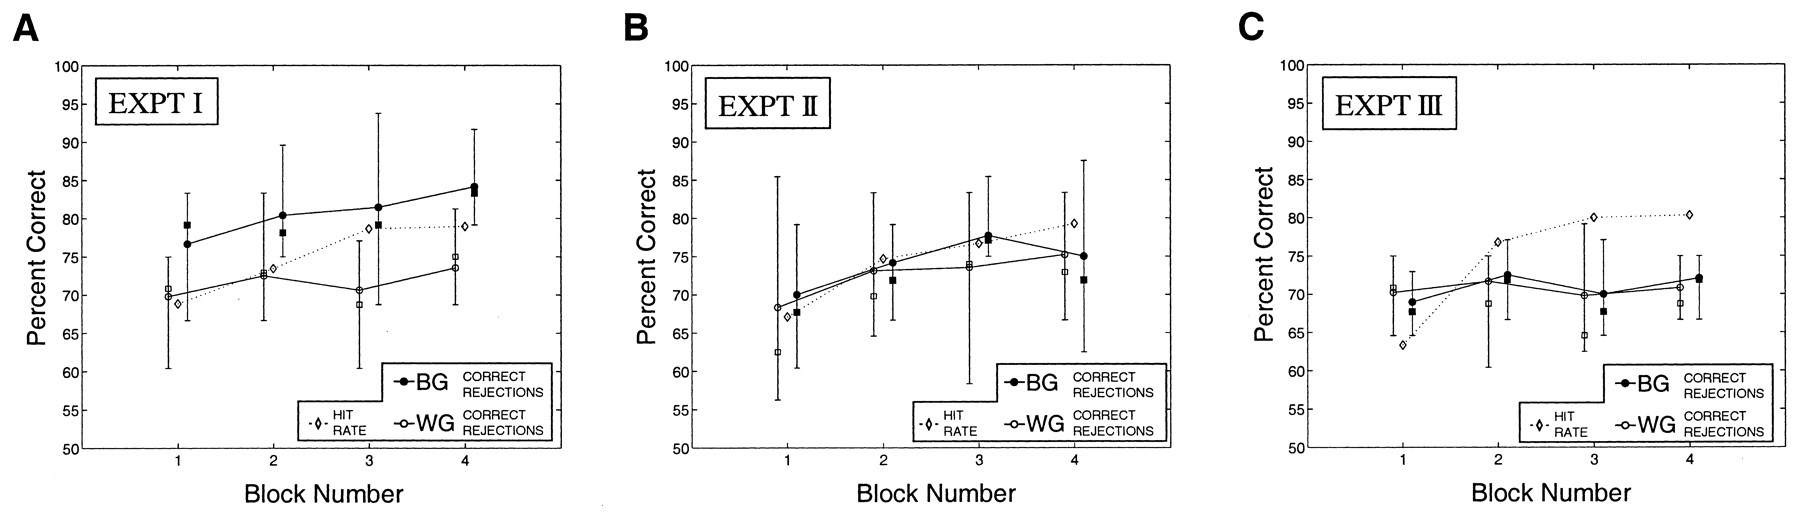 A
EXPT I
100
95
90
85
80
75
70
65
60
55
50
Percent Correct
1 2 3 4
Block Number
BG CORRECT REJECTIONS
HIT RATE
WG CORRECT REJECTIONS
B
EXPT II
100
95
90
85
80
75
70
65
60
55
50
Percent Correct
1 2 3 4
Block Number
BG CORRECT REJECTIONS
HIT RATE
WG CORRECT REJECTIONS
C
EXPT III
100
95
90
85
80
75
70
65
60
55
50
Percent Correct
1 2 3 4
Block Number
BG CORRECT REJECTIONS
HIT RATE
WG CORRECT REJECTIONS